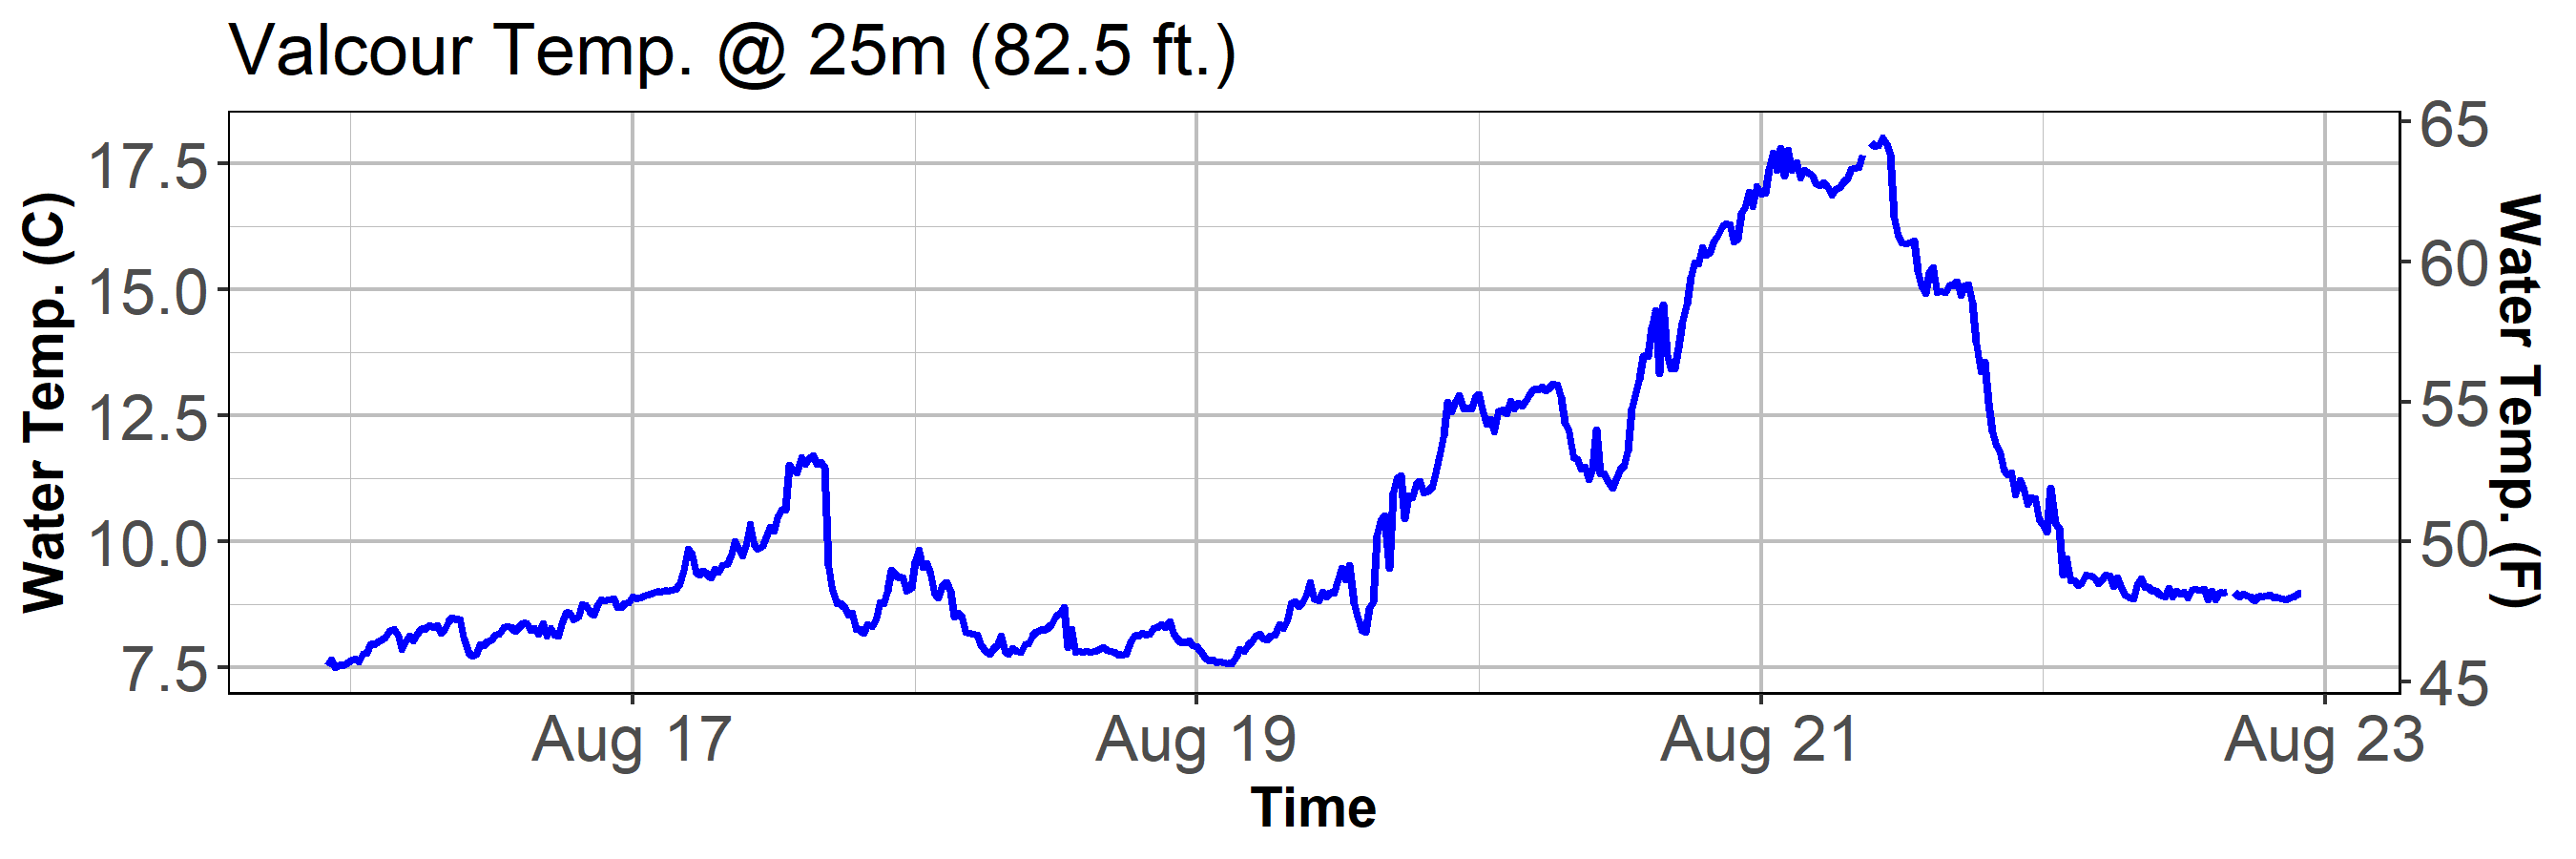 Valcour Temp. @ 25m (82.5 ft.)
Water Temp. (C)
17.5
15.0
12.5
10.0
7.5
65
60
55
50
45
Water Temp. (F)
Aug 17 Aug 19 Aug 21 Aug 23
Time